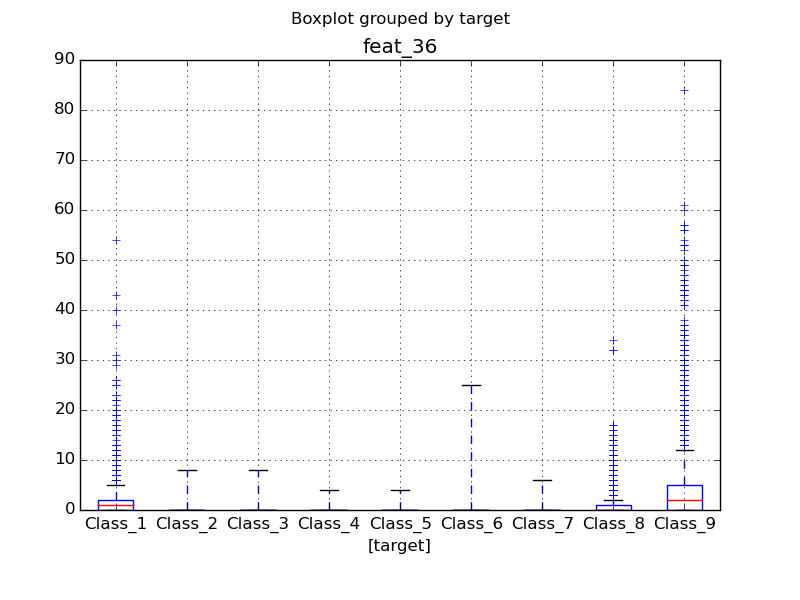 Boxplot grouped by target
feat_36
90
80
70
60
50
40
30
20
10
0
Class_1 Class_2 Class_3 Class_4 Class_5 Class_6 Class_7 Class_8 Class_9
[target]